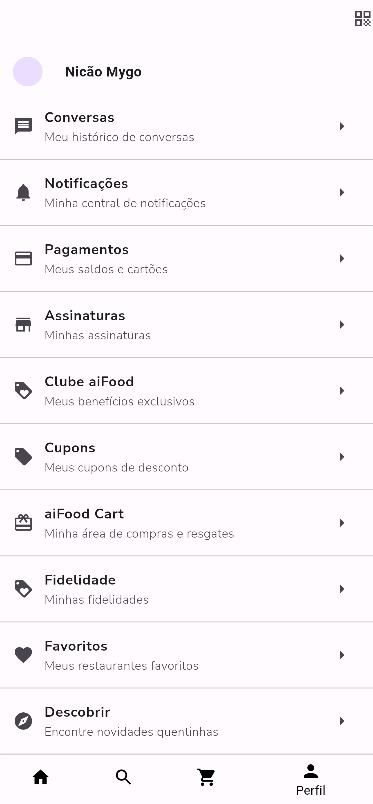 Nicão Mygo
Conversas
Meu histórico de conversas
Notificações
Minha central de notificações
Pagamentos
Meus saldos e cartões
Assinaturas
Minhas assinaturas
Clube aiFood
Meus benefícios exclusivos
Cupons
Meus cupons de desconto
aiFood Cart
Minha área de compras e resgates
Fidelidade
Minhas fidelidades
Favoritos
Meus restaurantes favoritos
Descobrir
Encontre novidades quentinhas
Perfil